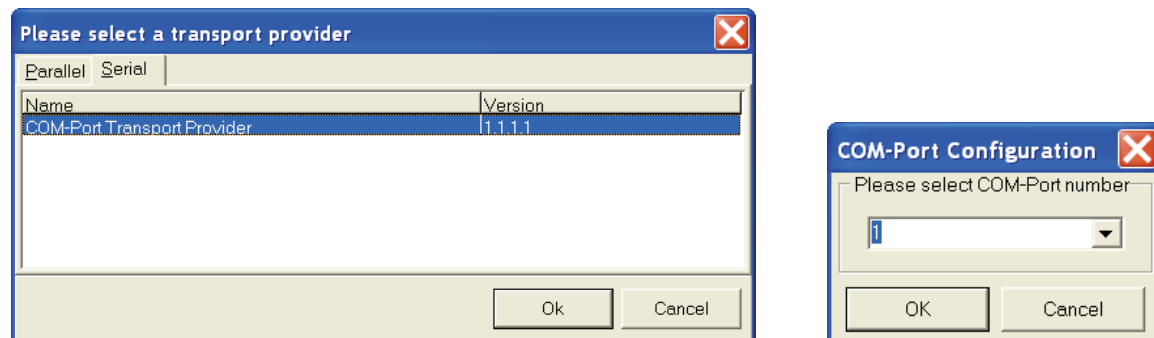 Please select a transport provider
Parallel Serial
Name Version
COM-Port Transport Provider 1.1.1.1
Ok Cancel
COM-Port Configuration
Please select COM-Port number
1
OK Cancel